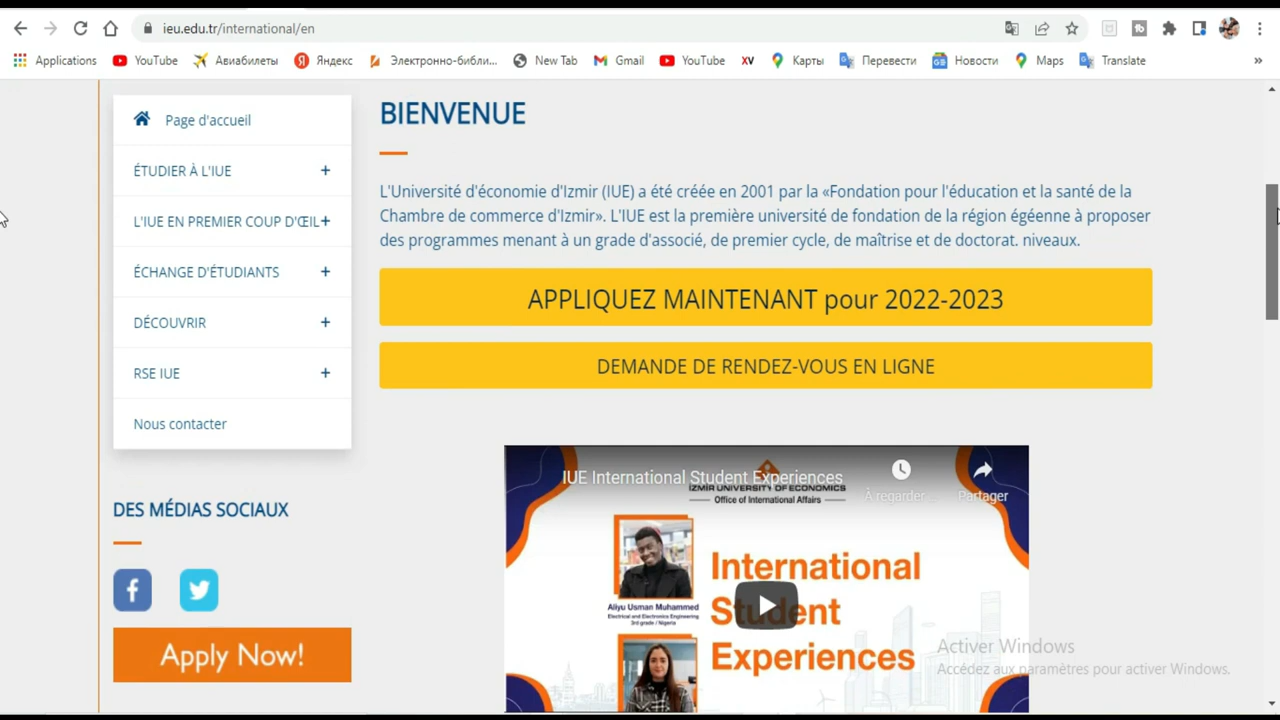 ieu.edu.tr/international/en
Applications
YouTube
Авиабилеты
Яндекс
Электронно-библи...
New Tab
Gmail
YouTube
XV
Карты
Перевести
Новости
Maps
Translate
»
Page d'accueil
ÉTUDIER À L'IUE +
L'IUE EN PREMIER COUP D'ŒIL +
ÉCHANGE D'ÉTUDIANTS +
DÉCOUVRIR +
RSE IUE +
Nous contacter
DES MÉDIAS SOCIAUX
Apply Now!
BIENVENUE
L'Université d'économie d'Izmir (IUE) a été créée en 2001 par la «Fondation pour l'éducation et la santé de la
Chambre de commerce d'Izmir». L'IUE est la première université de fondation de la région égéenne à proposer
des programmes menant à un grade d'associé, de premier cycle, de maîtrise et de doctorat. niveaux.
APPLIQUEZ MAINTENANT pour 2022-2023
DEMANDE DE RENDEZ-VOUS EN LIGNE
IUE International Student Experiences
À regarder ...
Partager
İZMİR UNIVERSITY OF ECONOMICS
Office of International Affairs
Aliyu Usman Muhammed
Electrical and Electronics Engineering
3rd grade / Nigeria
International
Student
Experiences
Activer Windows
Accédez aux paramètres pour activer Windows.